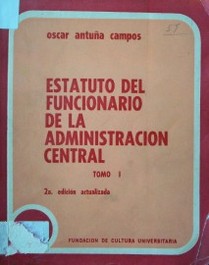 oscar antuña campos
ESTATUTO DEL
FUNCIONARIO
DE LA
ADMINISTRACION
CENTRAL
TOMO I
2a. edición actualizada
FUNDACION DE CULTURA UNIVERSITARIA